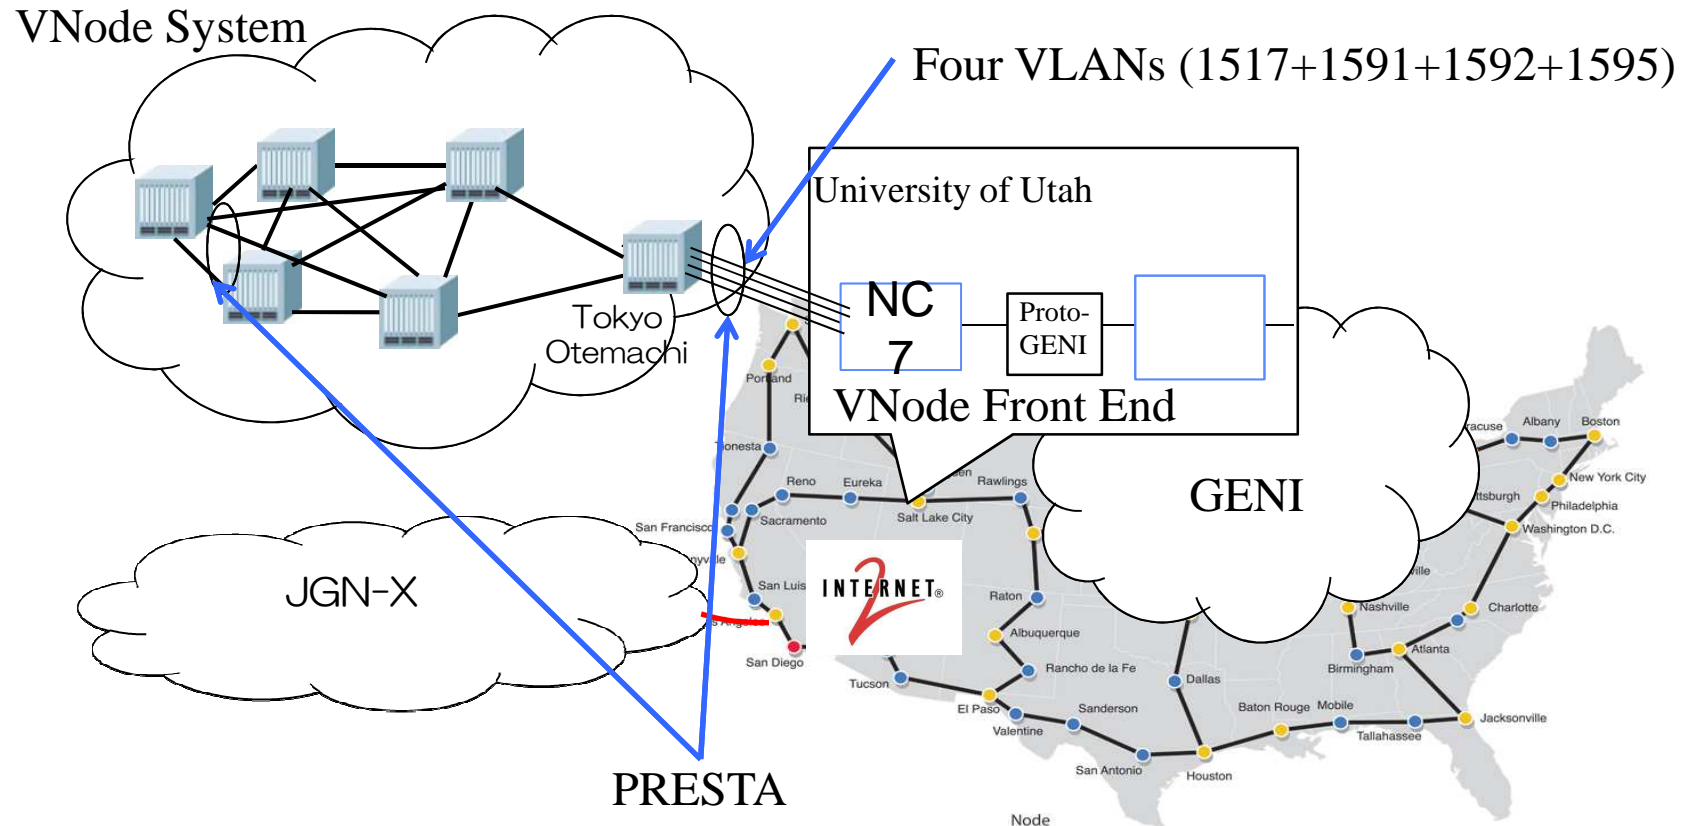 VNode System
Four VLANs (1517+1591+1592+1595)
University of Utah
NC
7
Proto-
GENI
VNode Front End
Tokyo
Otemachi
GENI
JGN-X
INTERNET®
2
PRESTA
Portland
Reno
Eureka
Rawlings
Sacramento
Salt Lake City
San Francisco
San Luis
San Diego
Raton
Albuquerque
Rancho de la Fe
Tucson
El Paso
Valentine
Sanderson
San Antonio
Houston
Dallas
Baton Rouge
Mobile
Tallahassee
Jacksonville
Birmingham
Atlanta
Nashville
Charlotte
Washington D.C.
Philadelphia
New York City
Albany
Boston
Node